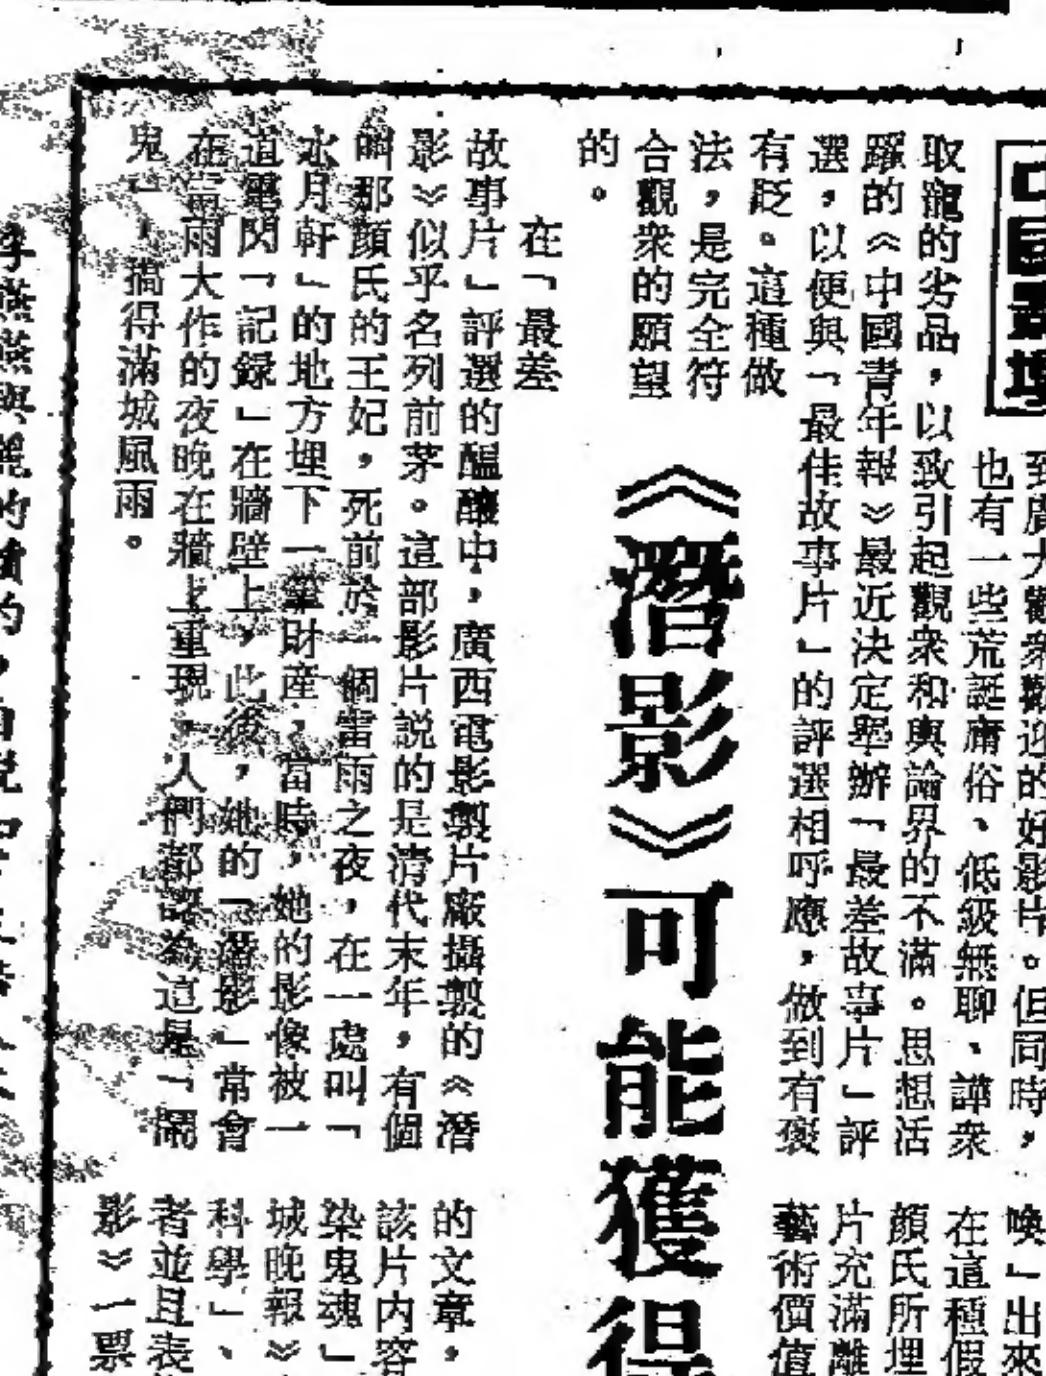 中國影壇
《潛影》可能獲得
到廣大觀衆歡迎的好影片。但同時，
也有一些荒誕庸俗、低級無聊、譁衆
取寵的劣品，以致引起觀衆和輿論界的不滿。思想活
躍的《中國青年報》最近決定舉辦「最差故事片」評
選，以便與「最佳故事片」的評選相呼應，做到有褒
有貶。這種做
法，是完全符
合觀衆的願望
的。
在「最差
故事片」評選的醞釀中，廣西電影製片廠攝製的《潛
影》似乎名列前茅。這部影片説的是清代末年，有個
叫那顏氏的王妃，死前於一個雷雨之夜，在一處叫「
水月軒」的地方埋下一筆財産，當時，她的影像被一
道電閃「記録」在牆壁上，此後，她的「潛影」常會
在雷雨大作的夜晚在牆上重現，人們都認為這是「鬧
鬼」，搞得滿城風雨。
喚」出來
在這種假
顏氏所埋
片充滿離
藝術價值
的文章，
該片内容
染鬼魂」
城晚報》
科學」、
者並且表
影》一票